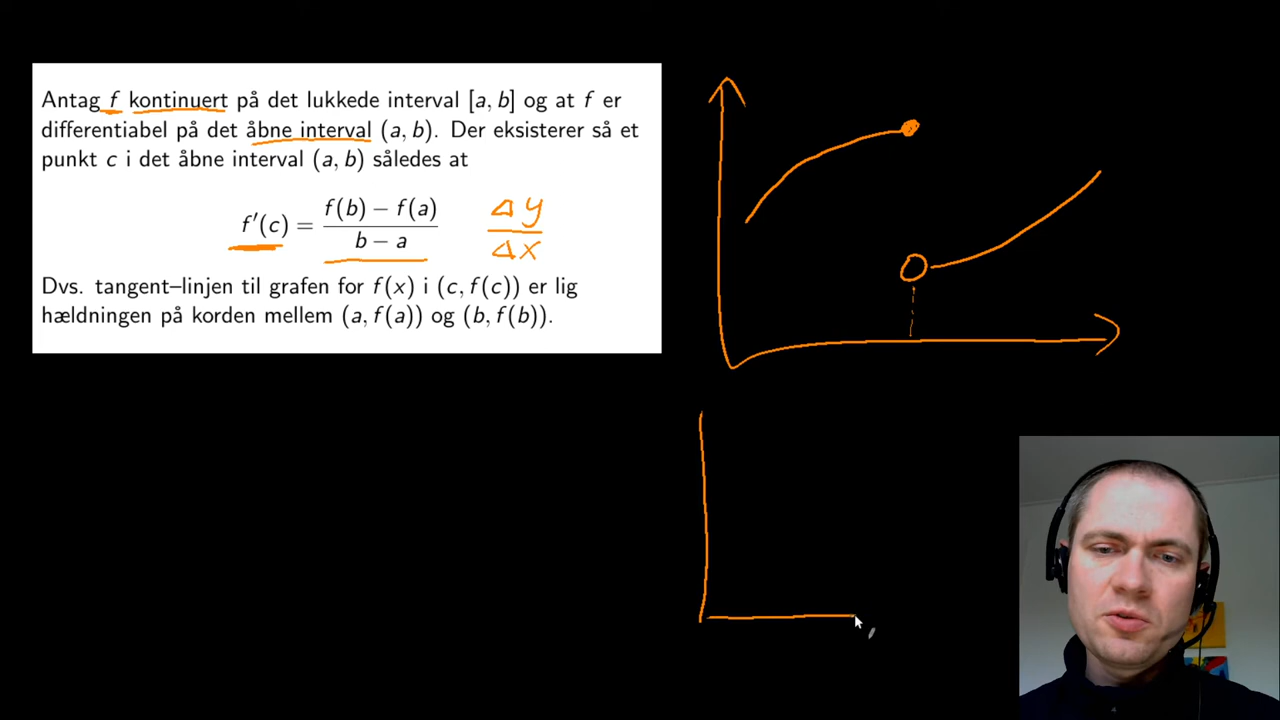 Antag f kontinuert på det lukkede interval [a, b] og at f er
differentiabel på det åbne interval (a, b). Der eksisterer så et
punkt c i det åbne interval (a, b) således at
f′(c) = \frac{f(b) − f(a)}{b − a} \frac{Δy}{Δx}
Dvs. tangent–linjen til grafen for f(x) i (c, f(c)) er lig
hældningen på korden mellem (a, f(a)) og (b, f(b)).